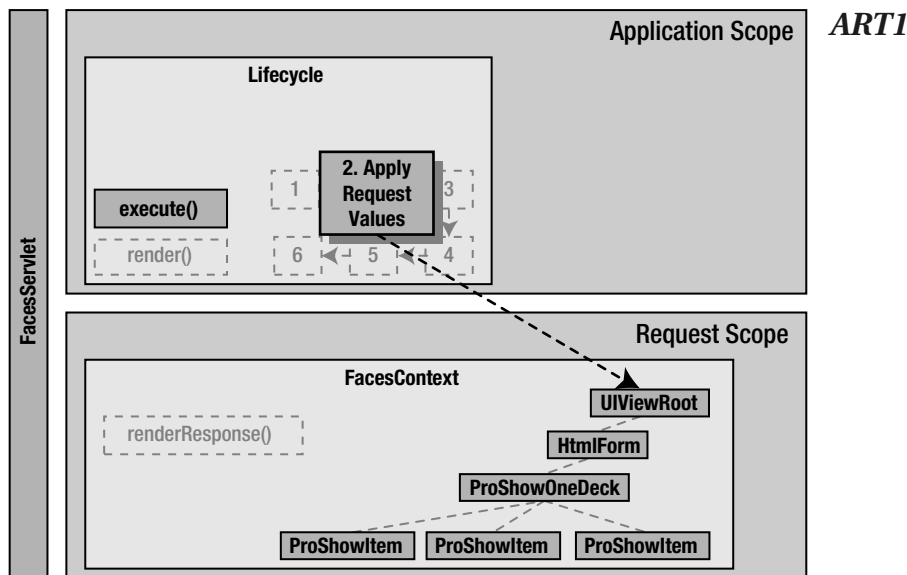 FacesServlet
Application Scope
ART1
Lifecycle
execute()
render()
1
2. Apply
Request
Values
3
6
5
4
Request Scope
FacesContext
renderResponse()
UIViewRoot
HtmlForm
ProShowOneDeck
ProShowItem
ProShowItem
ProShowItem